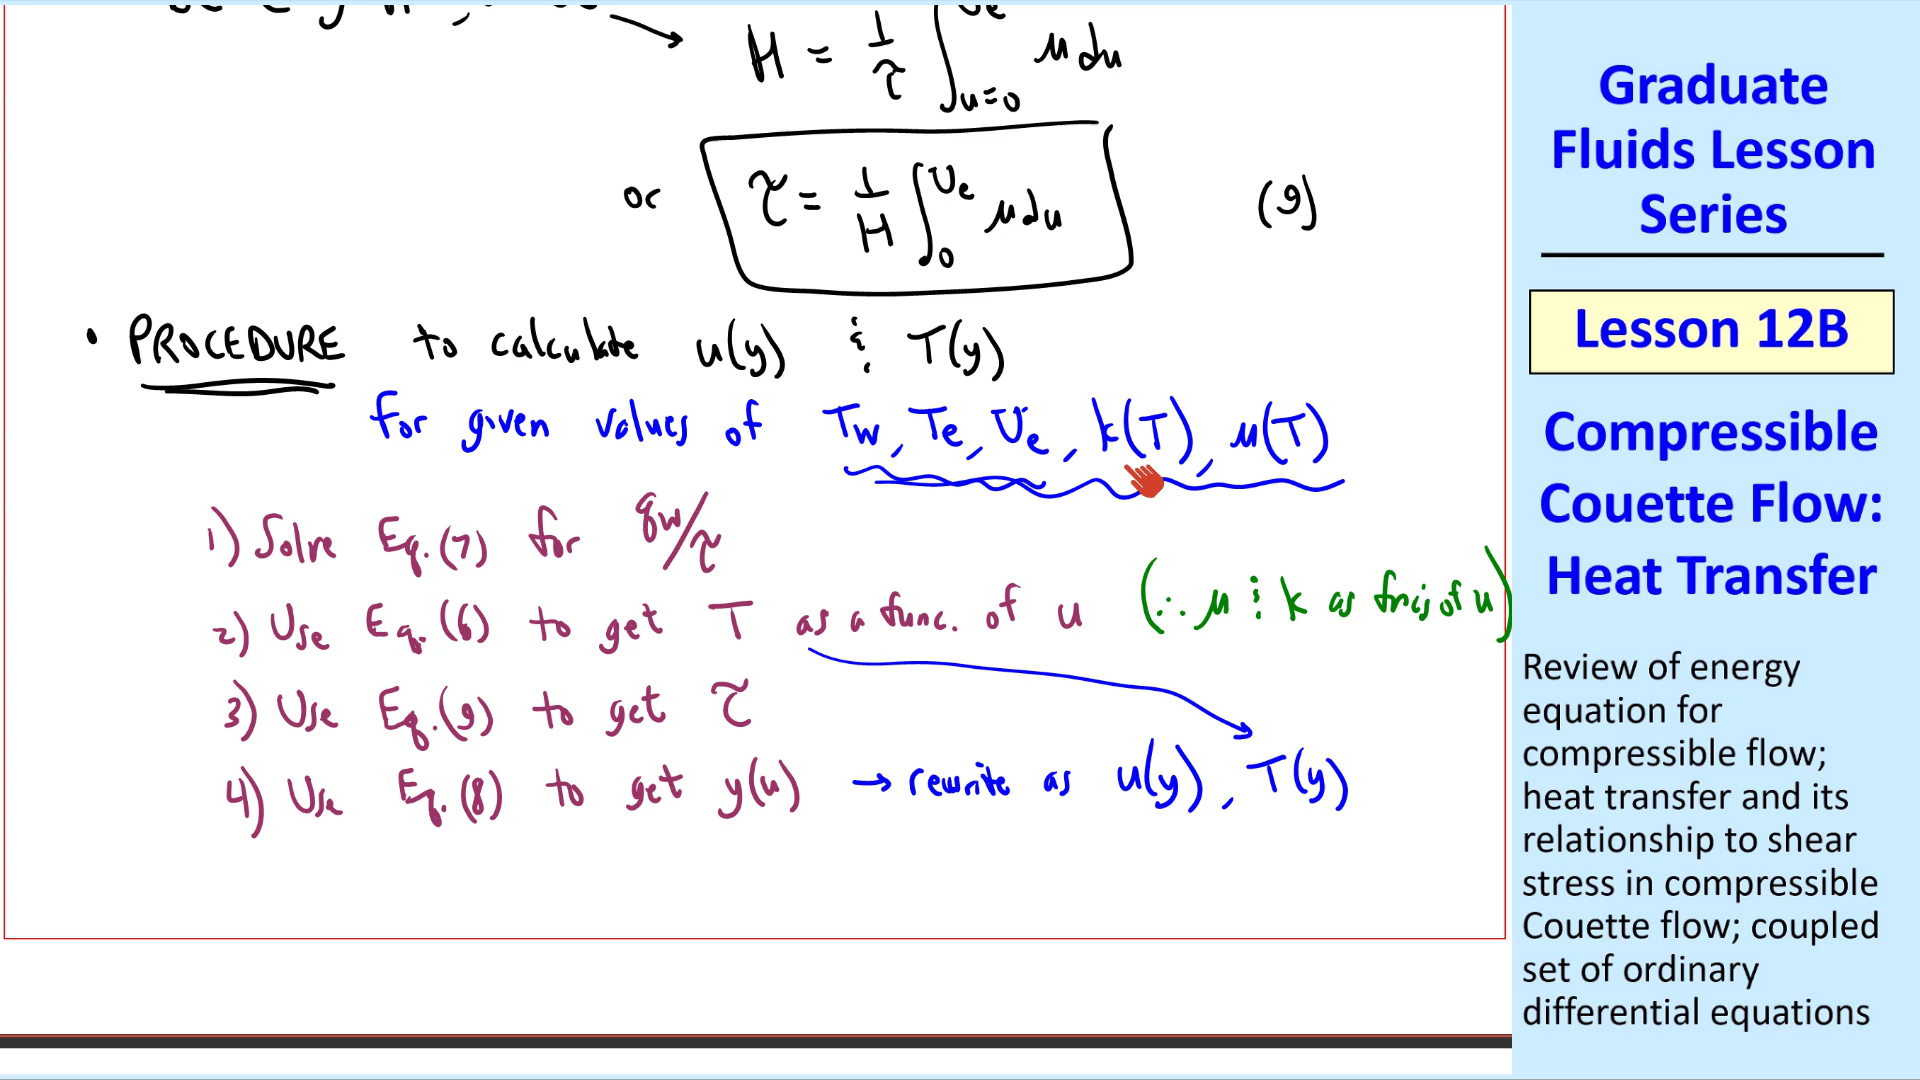 H = 1/τ ∫_{u=0}^{Ue} μ du
or τ = 1/H ∫_0^{Ue} μ du (9)
• PROCEDURE to calculate u(y) & T(y)
for given values of Tw, Te, Ue, k(T), μ(T)
1) Solve Eq. (7) for qw/τ
2) Use Eq. (6) to get T as a func. of u (∴ μ & k as fncs of u)
3) Use Eq. (9) to get τ
4) Use Eq. (8) to get y(u) → rewrite as u(y), T(y)
Graduate
Fluids Lesson
Series
Lesson 12B
Compressible
Couette Flow:
Heat Transfer
Review of energy
equation for
compressible flow;
heat transfer and its
relationship to shear
stress in compressible
Couette flow; coupled
set of ordinary
differential equations